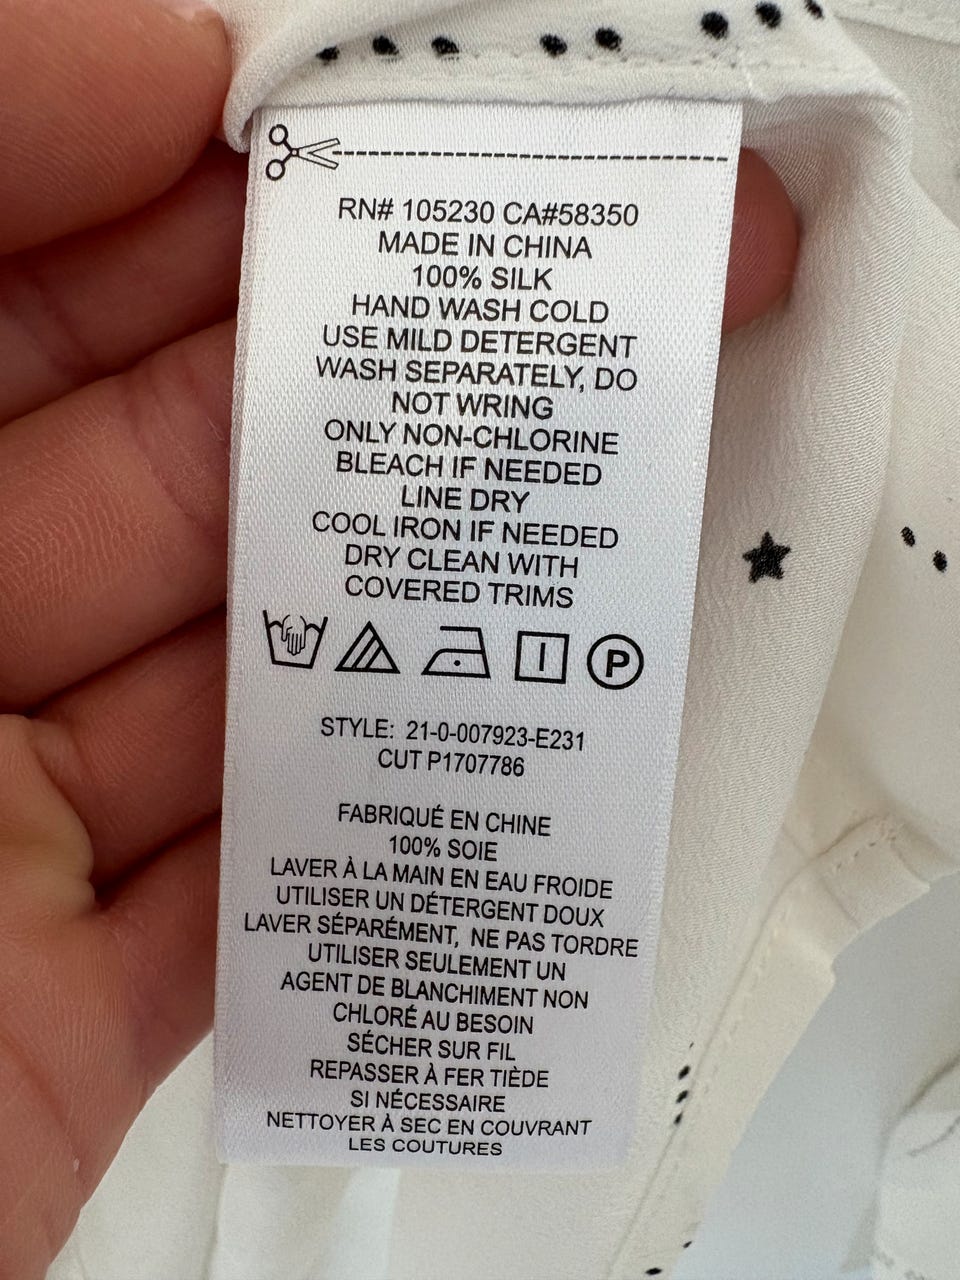 RN# 105230 CA#58350
MADE IN CHINA
100% SILK
HAND WASH COLD
USE MILD DETERGENT
WASH SEPARATELY, DO
NOT WRING
ONLY NON-CHLORINE
BLEACH IF NEEDED
LINE DRY
COOL IRON IF NEEDED
DRY CLEAN WITH
COVERED TRIMS
P
STYLE: 21-0-007923-E231
CUT P1707786
FABRIQUÉ EN CHINE
100% SOIE
LAVER À LA MAIN EN EAU FROIDE
UTILISER UN DÉTERGENT DOUX
LAVER SÉPARÉMENT, NE PAS TORDRE
UTILISER SEULEMENT UN
AGENT DE BLANCHIMENT NON
CHLORÉ AU BESOIN
SÉCHER SUR FIL
REPASSER À FER TIÈDE
SI NÉCESSAIRE
NETTOYER À SEC EN COUVRANT
LES COUTURES